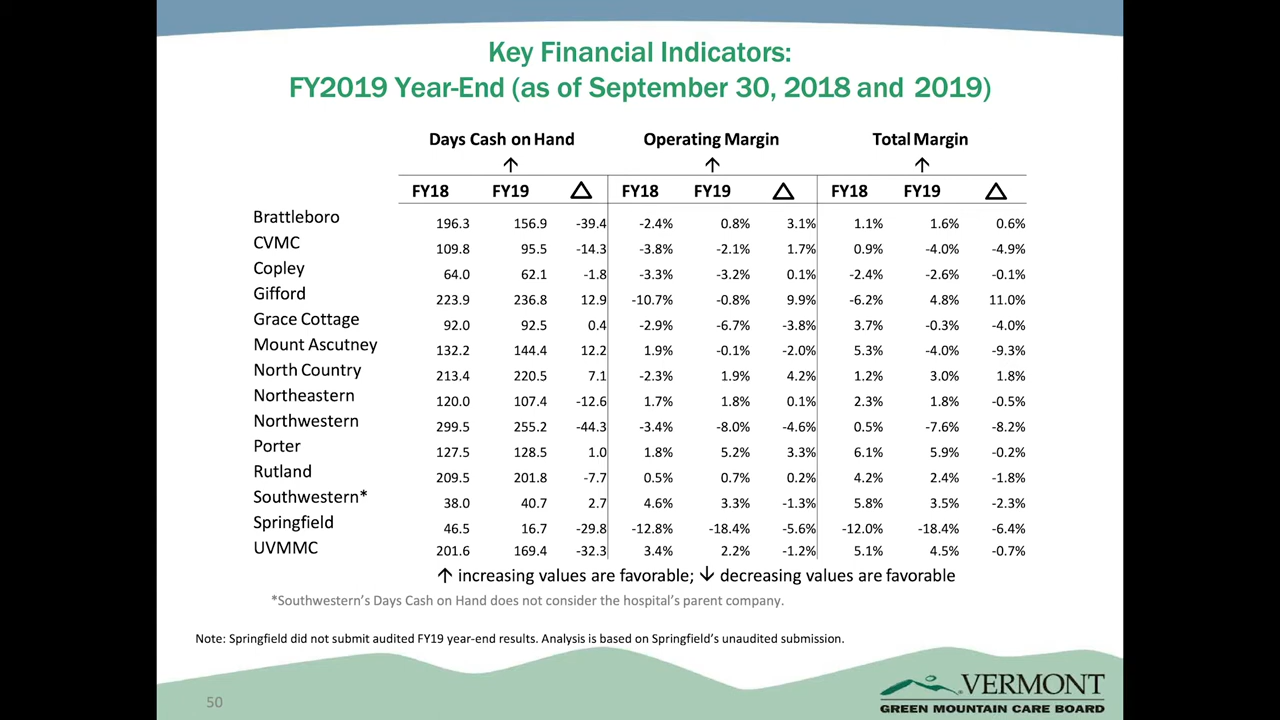 Key Financial Indicators:
FY2019 Year-End (as of September 30, 2018 and 2019)
Days Cash on Hand Operating Margin Total Margin
↑ ↑ ↑
FY18 FY19 △ FY18 FY19 △ FY18 FY19 △
Brattleboro 196.3 156.9 -39.4 -2.4% 0.8% 3.1% 1.1% 1.6% 0.6%
CVMC 109.8 95.5 -14.3 -3.8% -2.1% 1.7% 0.9% -4.0% -4.9%
Copley 64.0 62.1 -1.8 -3.3% -3.2% 0.1% -2.4% -2.6% -0.1%
Gifford 223.9 236.8 12.9 -10.7% -0.8% 9.9% -6.2% 4.8% 11.0%
Grace Cottage 92.0 92.5 0.4 -2.9% -6.7% -3.8% 3.7% -0.3% -4.0%
Mount Ascutney 132.2 144.4 12.2 1.9% -0.1% -2.0% 5.3% -4.0% -9.3%
North Country 213.4 220.5 7.1 -2.3% 1.9% 4.2% 1.2% 3.0% 1.8%
Northeastern 120.0 107.4 -12.6 1.7% 1.8% 0.1% 2.3% 1.8% -0.5%
Northwestern 299.5 255.2 -44.3 -3.4% -8.0% -4.6% 0.5% -7.6% -8.2%
Porter 127.5 128.5 1.0 1.8% 5.2% 3.3% 6.1% 5.9% -0.2%
Rutland 209.5 201.8 -7.7 0.5% 0.7% 0.2% 4.2% 2.4% -1.8%
Southwestern* 38.0 40.7 2.7 4.6% 3.3% -1.3% 5.8% 3.5% -2.3%
Springfield 46.5 16.7 -29.8 -12.8% -18.4% -5.6% -12.0% -18.4% -6.4%
UVMMC 201.6 169.4 -32.3 3.4% 2.2% -1.2% 5.1% 4.5% -0.7%
↑ increasing values are favorable; ↓ decreasing values are favorable
*Southwestern's Days Cash on Hand does not consider the hospital's parent company.
Note: Springfield did not submit audited FY19 year-end results. Analysis is based on Springfield's unaudited submission.
50
VERMONT
GREEN MOUNTAIN CARE BOARD